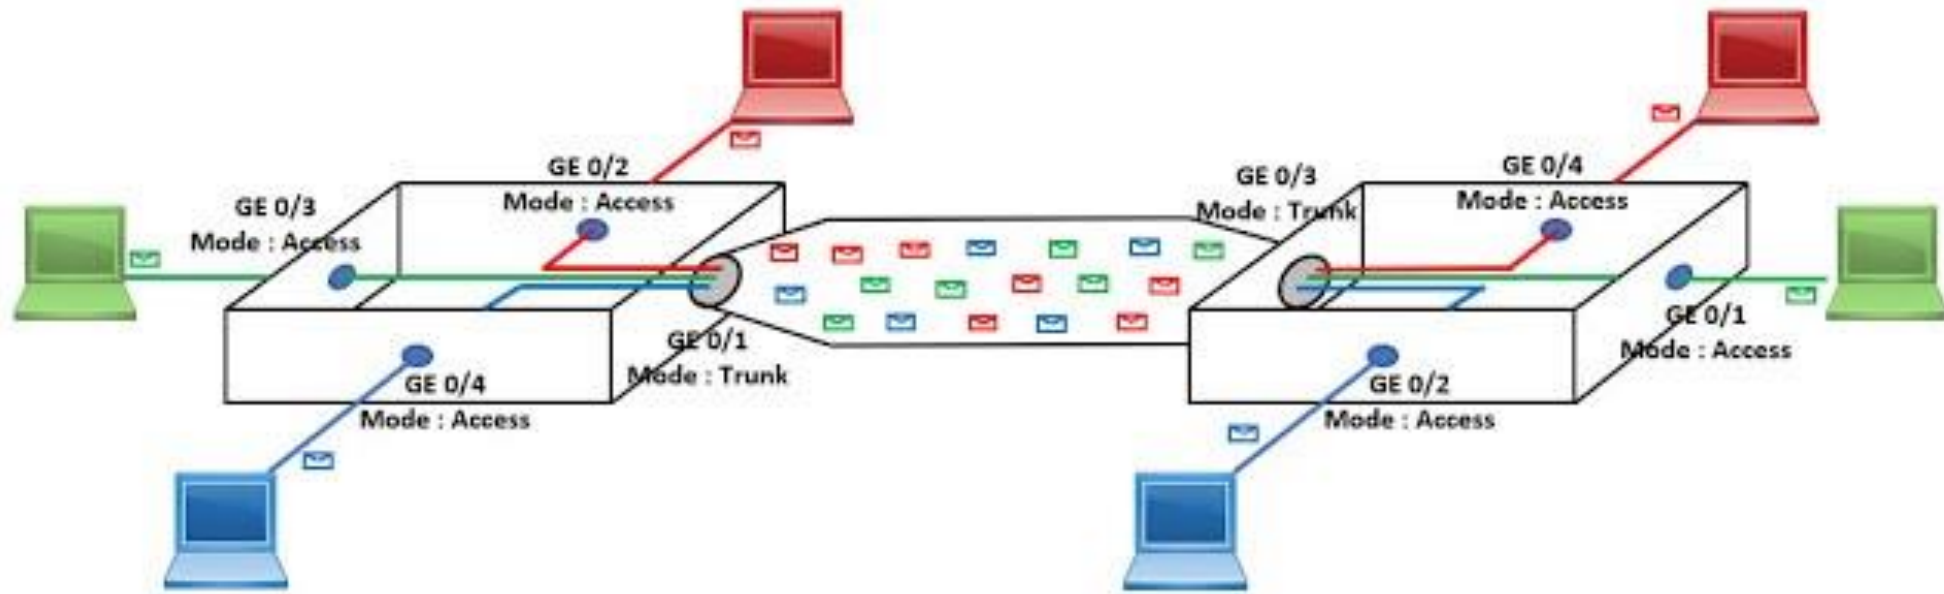 GE 0/2
Mode : Access
GE 0/3
Mode : Access
GE 0/1
Mode : Trunk
GE 0/4
Mode : Access
GE 0/3
Mode : Trunk
GE 0/4
Mode : Access
GE 0/1
Mode : Access
GE 0/2
Mode : Access